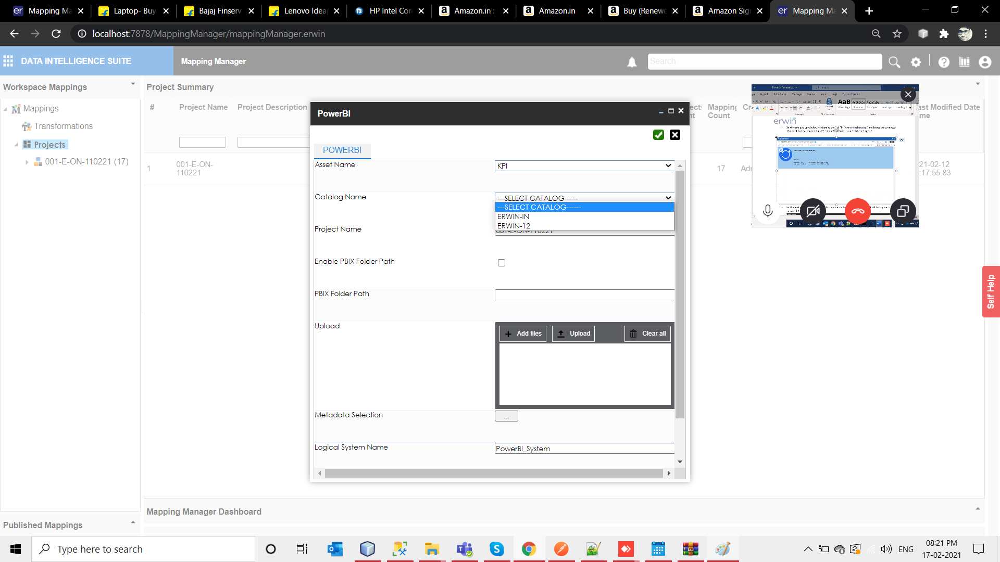 Mapping Ma
Laptop- Buy
Bajaj Finserv
Lenovo Idea
HP Intel Cor
Amazon.in :
Amazon.in
Buy (Renewe
Amazon Sig
Mapping Ma
localhost:7878/MappingManager/mappingManager.erwin
DATA INTELLIGENCE SUITE
Mapping Manager
Search
Workspace Mappings
Mappings
Transformations
Projects
001-E-ON-110221 (17)
Published Mappings
Project Summary
# Project Name Project Description
Mapping Count
Last Modified Date
1 001-E-ON-110221
17
21-02-12
:17:55.83
PowerBI
POWERBI
Asset Name KPI
Catalog Name ---SELECT CATALOG------
---SELECT CATALOG------
ERWIN-IN
ERWIN-12
Project Name 001-E-ON-110221
Enable PBIX Folder Path
PBIX Folder Path
Upload
Add files Upload Clear all
Metadata Selection ...
Logical System Name PowerBI_System
erwin
Self Help
Mapping Manager Dashboard
Type here to search
ENG
08:21 PM
17-02-2021